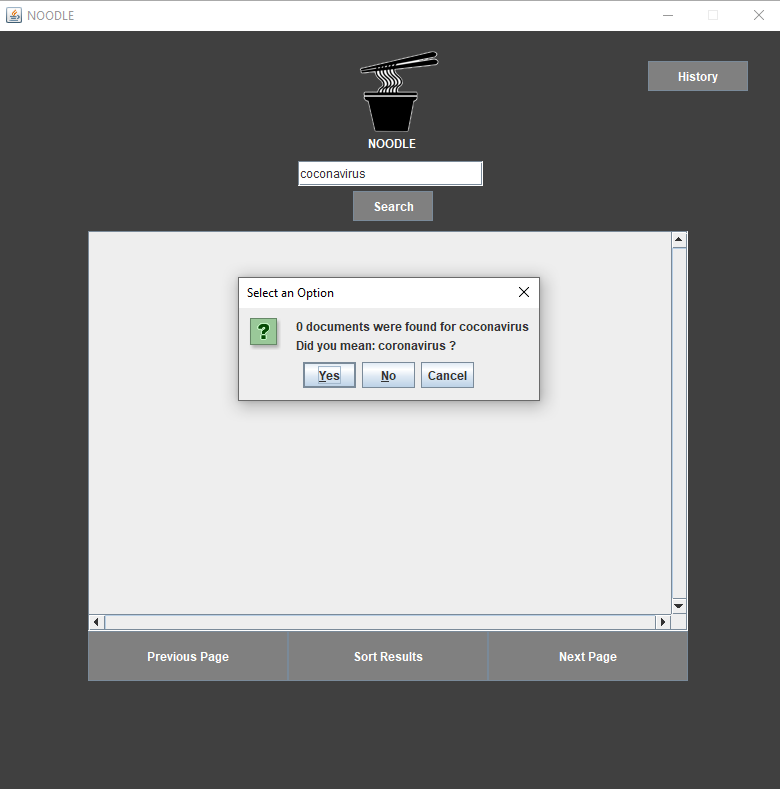 NOODLE
History
NOODLE
coconavirus
Search
Select an Option
?
0 documents were found for coconavirus
Did you mean: coronavirus ?
Yes No Cancel
Previous Page Sort Results Next Page